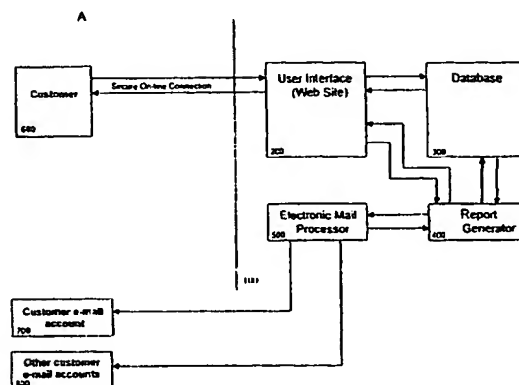 A
Customer
Secure On-line Connection
User Interface
(Web Site)
200
Database
300
Electronic Mail
Processor
500
Report
Generator
400
Customer e-mail
account
700
Other customer
e-mail accounts